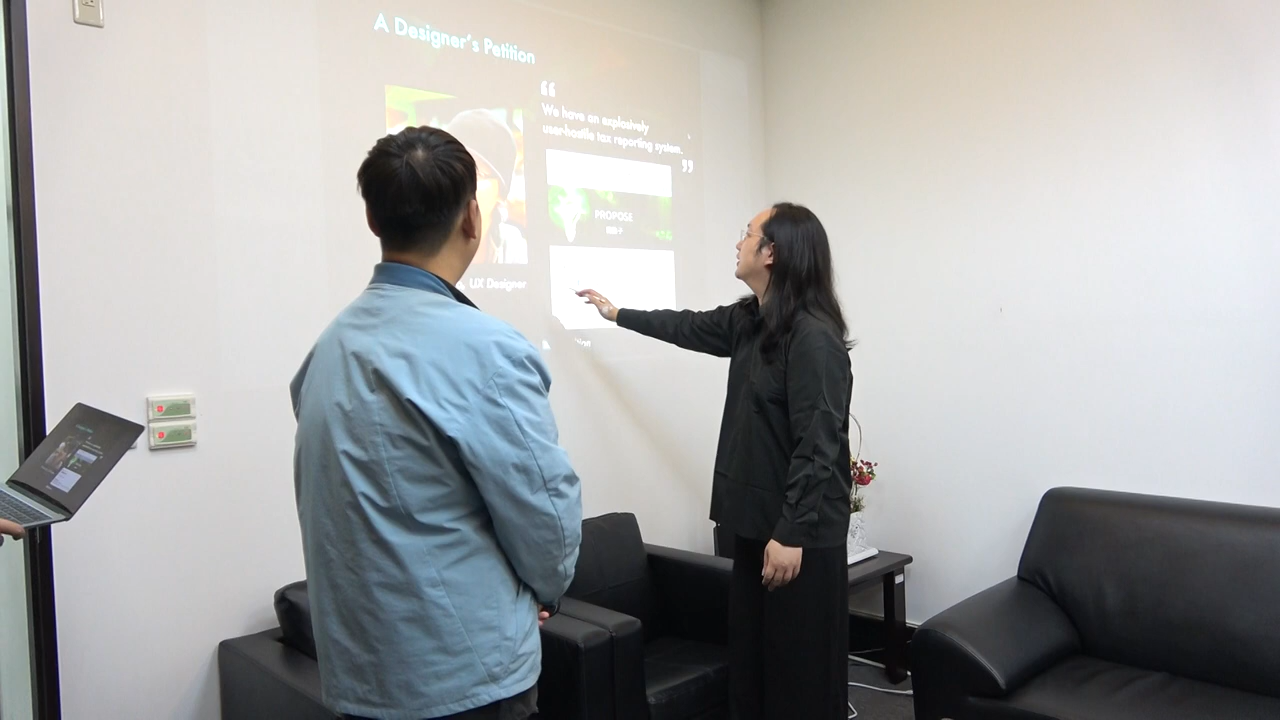 A Designer's Petition
“
We have an explosively
user-hostile tax reporting system.
”
PROPOSE
UX Designer